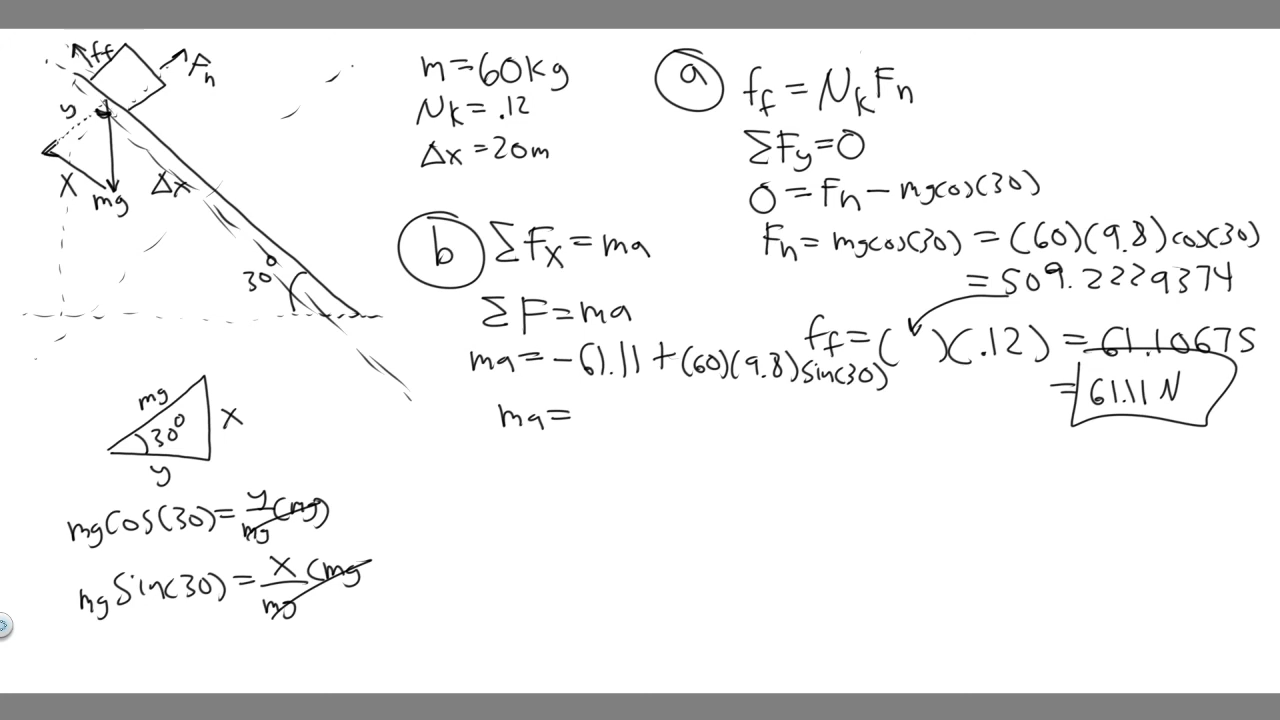 ff
Fn
y
x
mg
Δx
30°
mg
30°
x
y
mgcos(30) = y/mg (mg)
mg sin(30) = x/mg (mg
m = 60kg
Nk = .12
Δx = 20m
b ΣFx = ma
ΣF = ma
ma = -61.11 + (60)(9.8)sin(30)
ma =
a ff = NkFn
ΣFy = 0
0 = Fn - mgcos(30)
Fn = mgcos(30) = (60)(9.8)cos(30)
= 509.2229374
ff = ( )(.12) = 61.10675
= 61.11 N